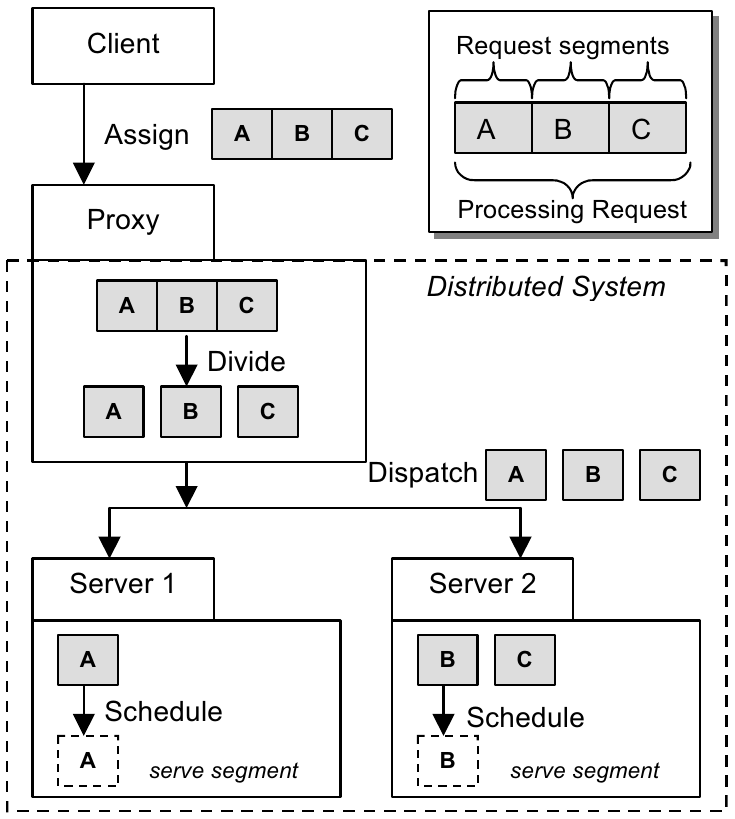 Client
Request segments
A B C
Processing Request
Assign
A B C
Proxy
Distributed System
A B C
Divide
A B C
Dispatch
A B C
Server 1
Server 2
A
B C
Schedule
Schedule
A
serve segment
B
serve segment